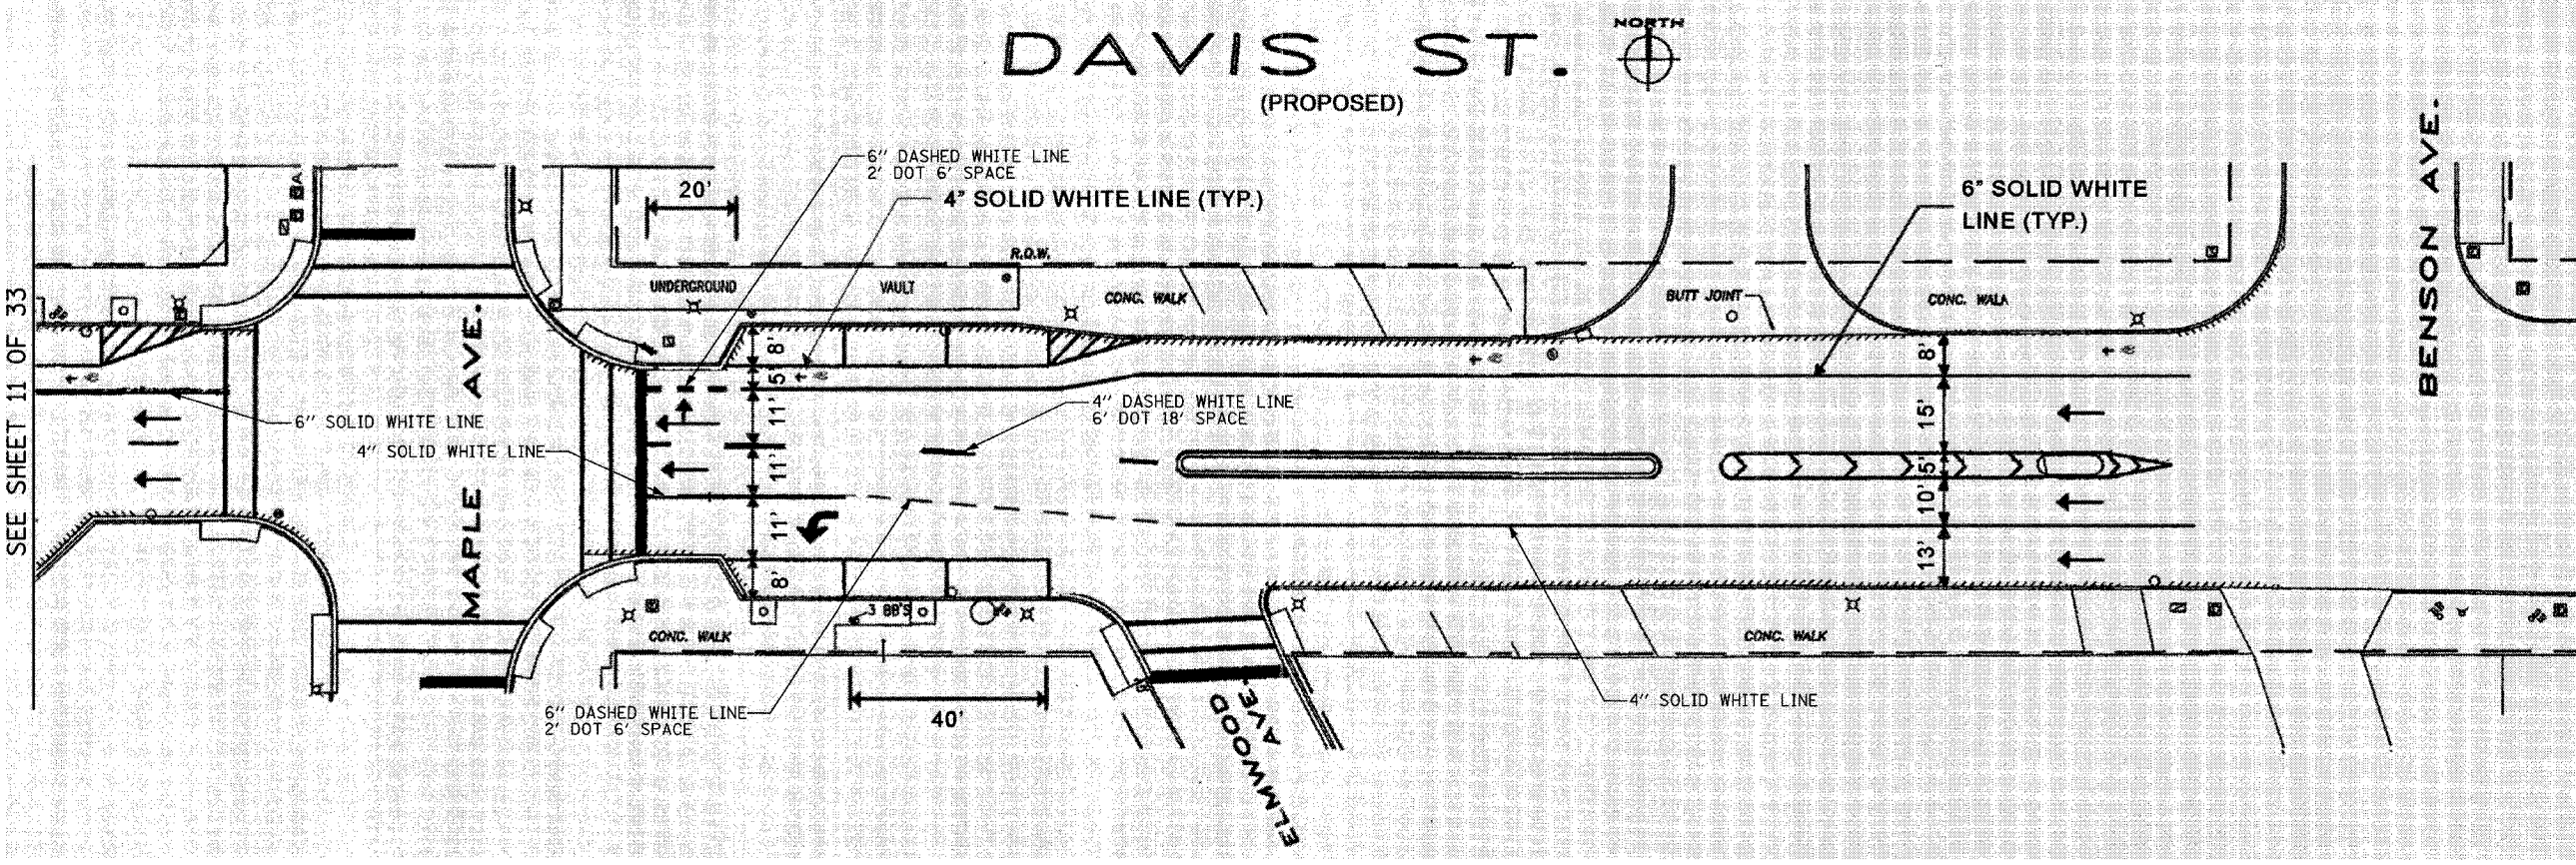 DAVIS ST.
NORTH
(PROPOSED)
BENSON AVE.
6" DASHED WHITE LINE
2' DOT 6' SPACE
20'
4" SOLID WHITE LINE (TYP.)
6" SOLID WHITE
LINE (TYP.)
R.O.W.
UNDERGROUND
VAULT
CONC. WALK
BUTT JOINT
CONC. WALK
SEE SHEET 11 OF 33
MAPLE AVE.
8'
5'
11'
11'
11'
8'
8'
15'
5'
10'
13'
6" SOLID WHITE LINE
4" SOLID WHITE LINE
4" DASHED WHITE LINE
6' DOT 18' SPACE
3 BB'S
CONC. WALK
CONC. WALK
6" DASHED WHITE LINE
2' DOT 6' SPACE
40'
4" SOLID WHITE LINE
ELMWOOD
AVE.